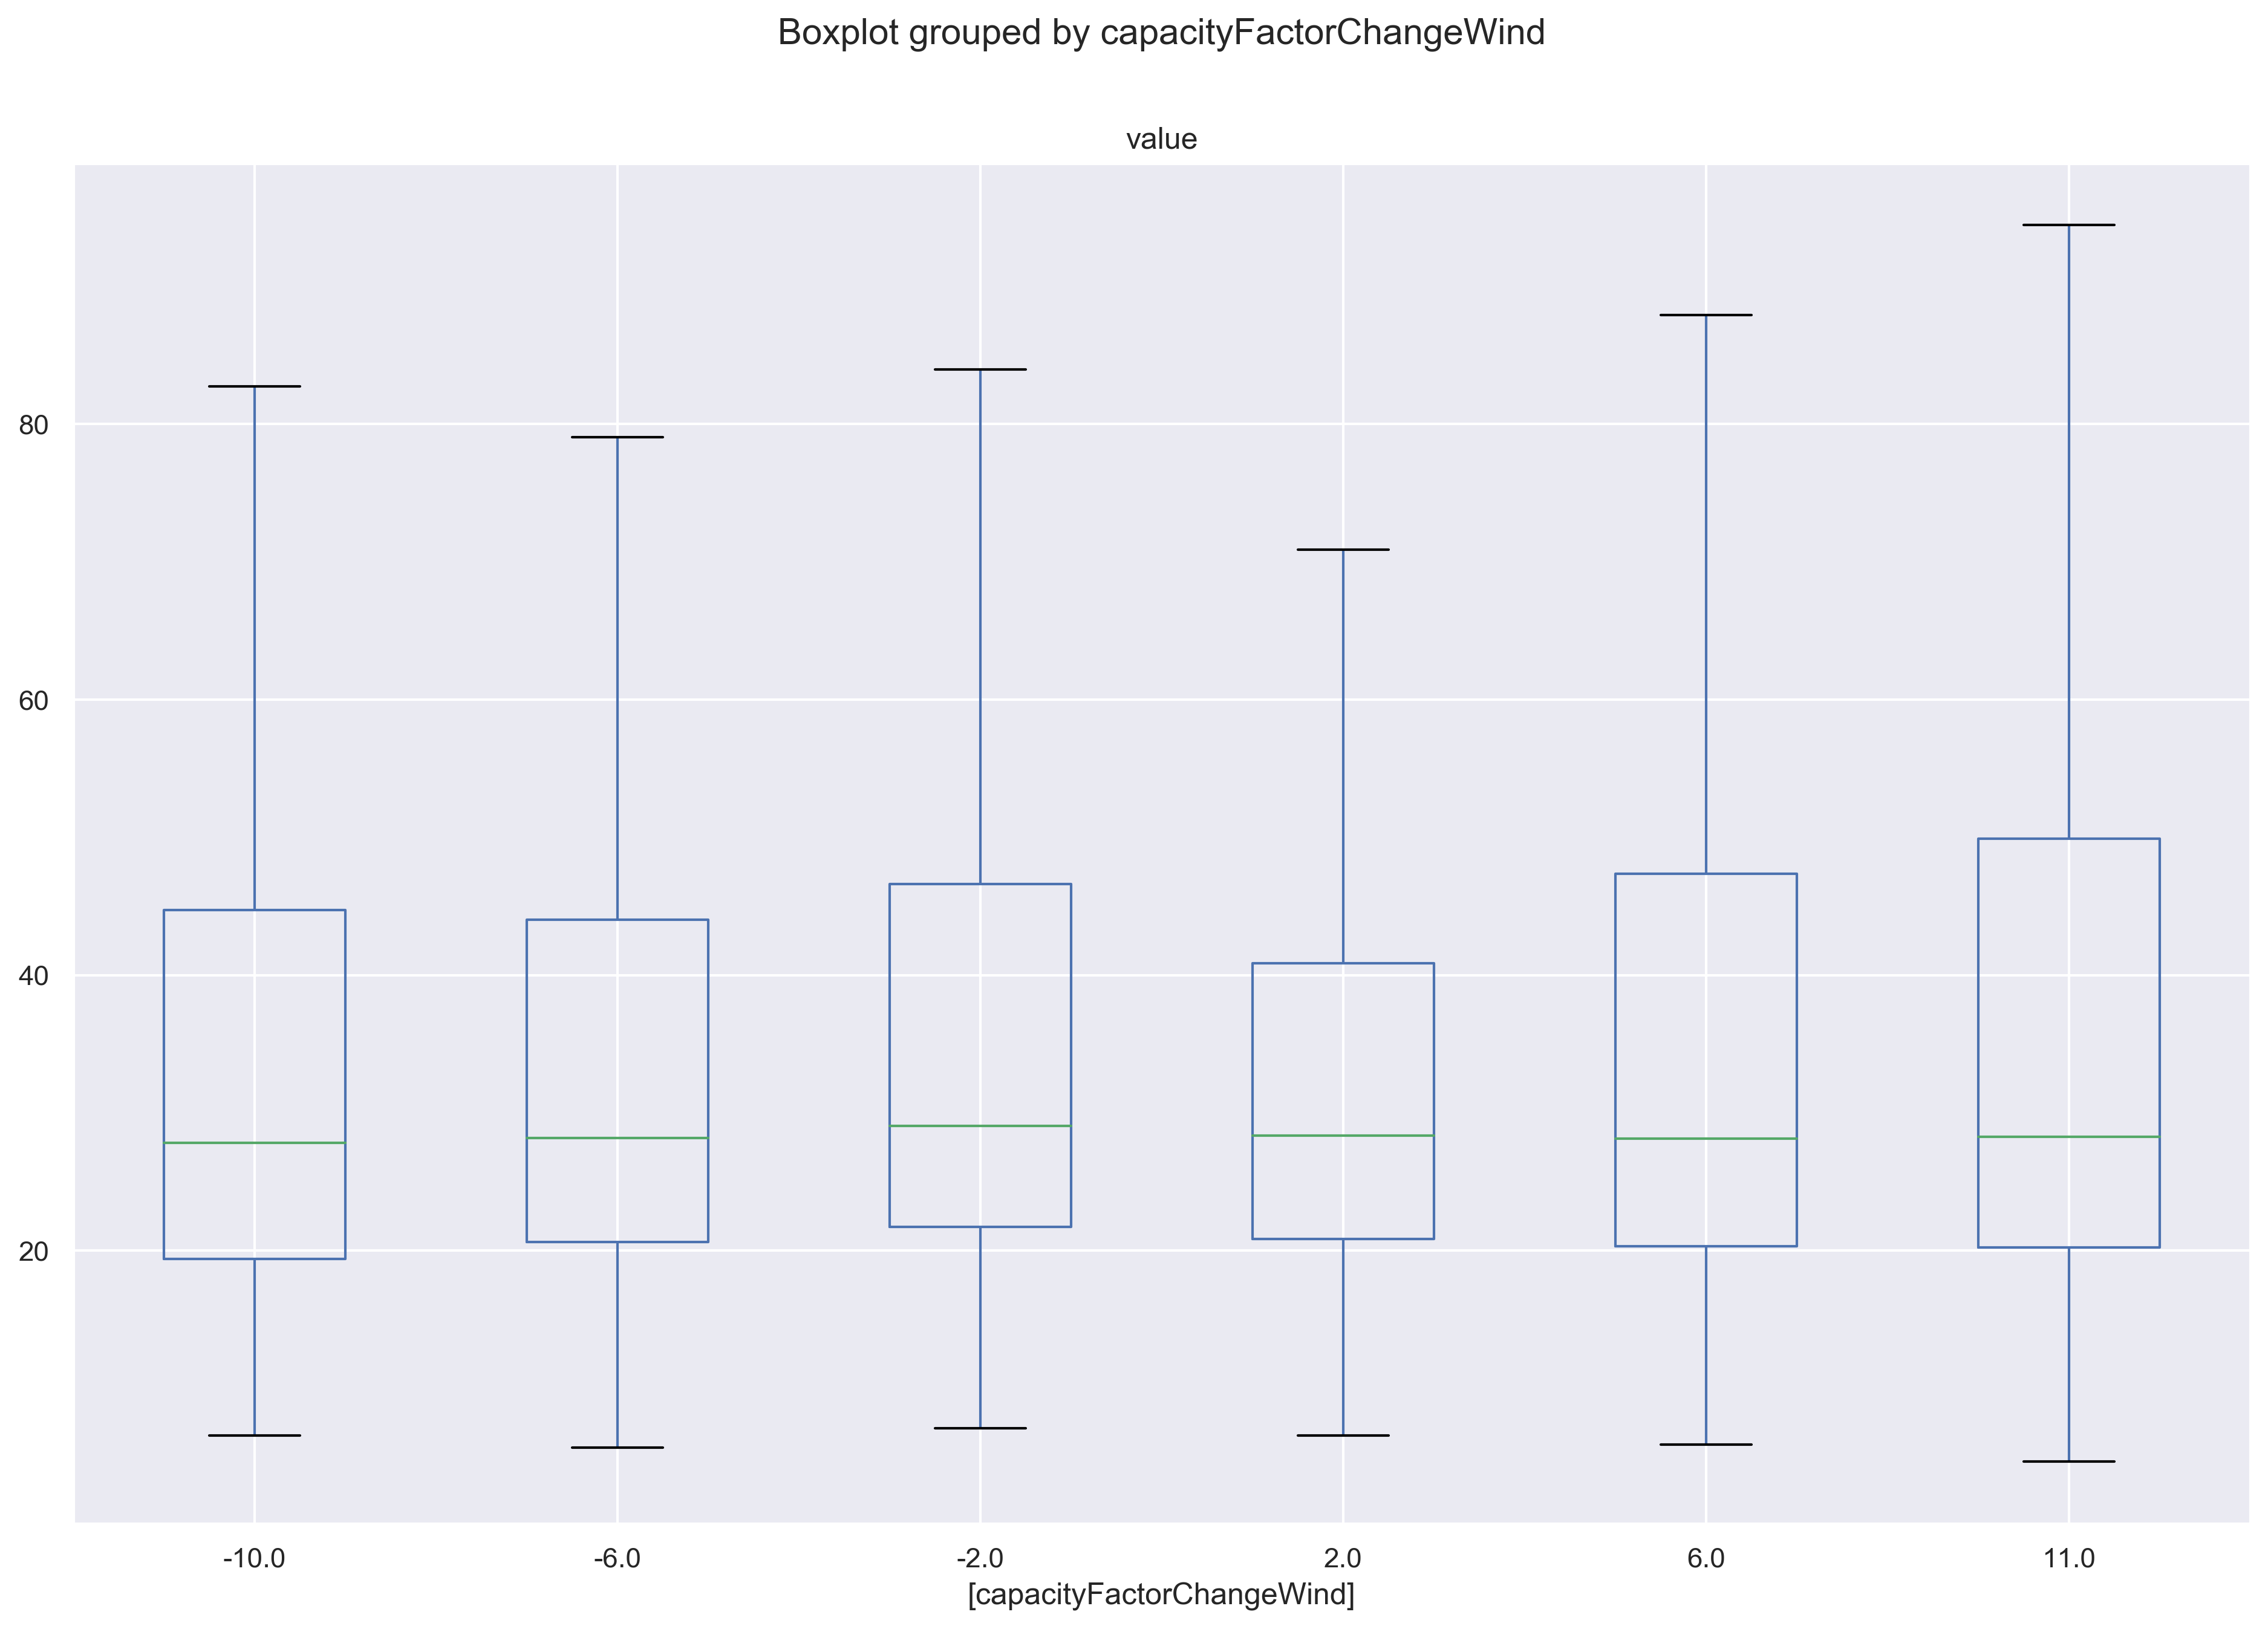 Boxplot grouped by capacityFactorChangeWind
value
80
60
40
20
-10.0 -6.0 -2.0 2.0 6.0 11.0
[capacityFactorChangeWind]